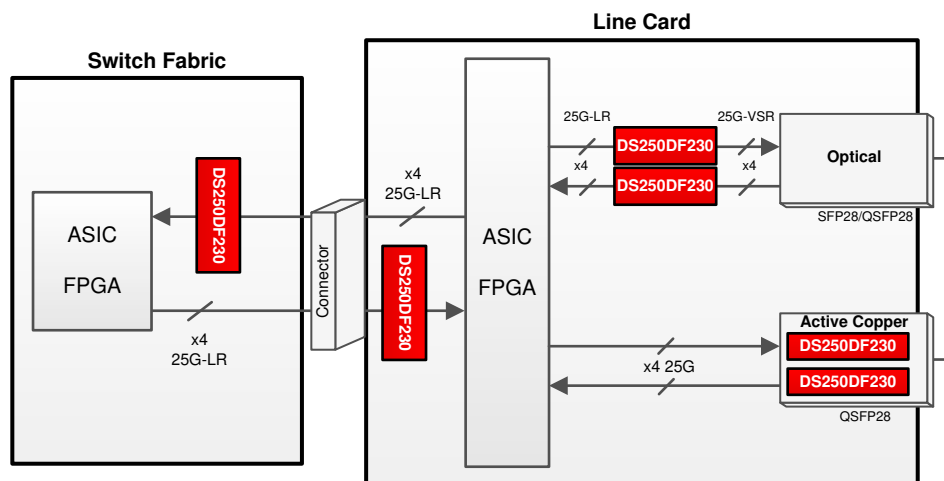 Line Card
Switch Fabric
25G-LR
25G-VSR
DS250DF230
x4
x4
DS250DF230
Optical
SFP28/QSFP28
DS250DF230
x4
25G-LR
ASIC
FPGA
Connector
ASIC
FPGA
DS250DF230
x4
25G-LR
Active Copper
DS250DF230
x4 25G
DS250DF230
QSFP28